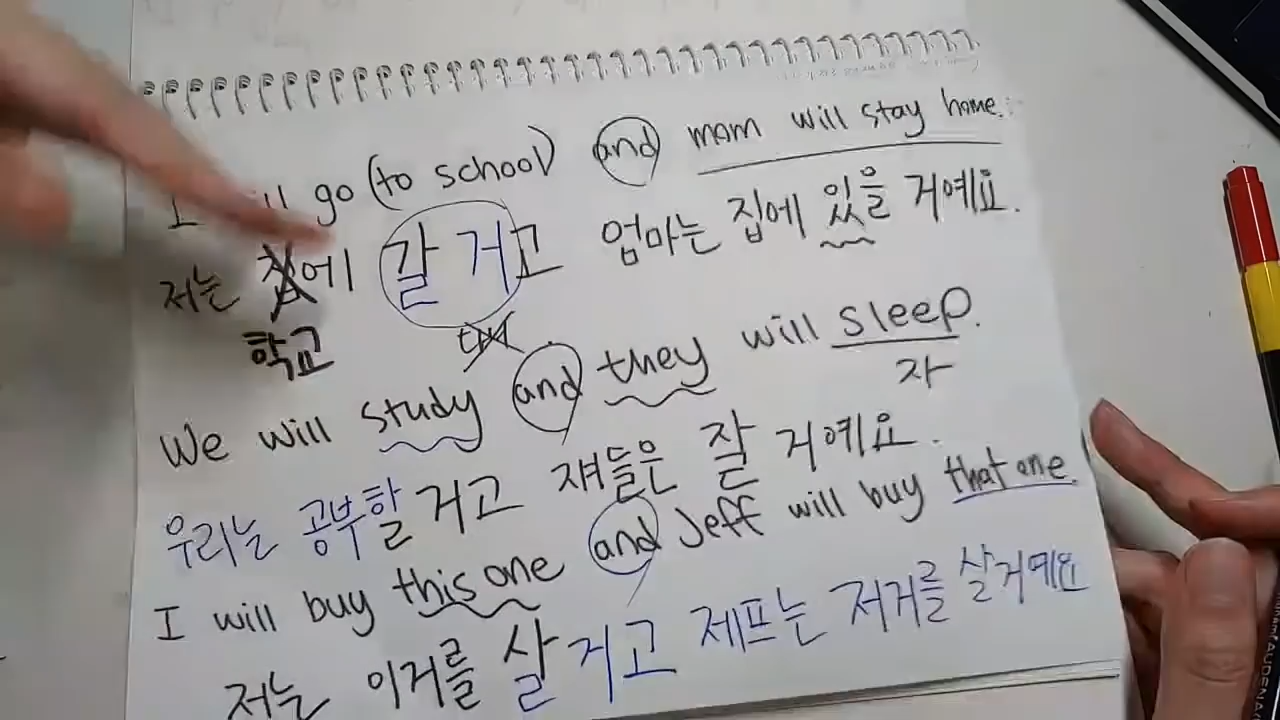 I will go (to school) and mom will stay home.
저는 집에 갈 거고 엄마는 집에 있을 거예요.
학교
We will study and they will sleep.
자
우리는 공부할 거고 쟤들은 잘 거예요.
I will buy this one and Jeff will buy that one.
저는 이거를 살 거고 제프는 저거를 살거예요